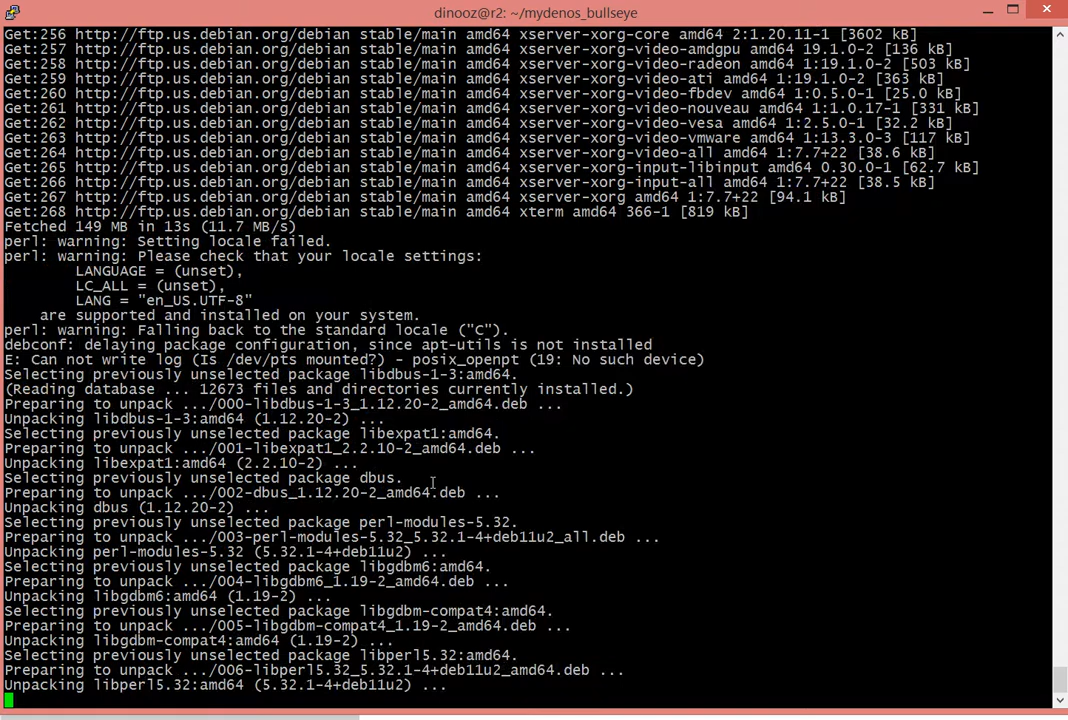 dinooz@r2: ~/mydenos_bullseye
Get:256 http://ftp.us.debian.org/debian stable/main amd64 xserver-xorg-core amd64 2:1.20.11-1 [3602 kB]
Get:257 http://ftp.us.debian.org/debian stable/main amd64 xserver-xorg-video-amdgpu amd64 19.1.0-2 [136 kB]
Get:258 http://ftp.us.debian.org/debian stable/main amd64 xserver-xorg-video-radeon amd64 1:19.1.0-2 [503 kB]
Get:259 http://ftp.us.debian.org/debian stable/main amd64 xserver-xorg-video-ati amd64 1:19.1.0-2 [363 kB]
Get:260 http://ftp.us.debian.org/debian stable/main amd64 xserver-xorg-video-fbdev amd64 1:0.5.0-1 [25.0 kB]
Get:261 http://ftp.us.debian.org/debian stable/main amd64 xserver-xorg-video-nouveau amd64 1:1.0.17-1 [331 kB]
Get:262 http://ftp.us.debian.org/debian stable/main amd64 xserver-xorg-video-vesa amd64 1:2.5.0-1 [32.2 kB]
Get:263 http://ftp.us.debian.org/debian stable/main amd64 xserver-xorg-video-vmware amd64 1:13.3.0-3 [117 kB]
Get:264 http://ftp.us.debian.org/debian stable/main amd64 xserver-xorg-video-all amd64 1:7.7+22 [38.6 kB]
Get:265 http://ftp.us.debian.org/debian stable/main amd64 xserver-xorg-input-libinput amd64 0.30.0-1 [62.7 kB]
Get:266 http://ftp.us.debian.org/debian stable/main amd64 xserver-xorg-input-all amd64 1:7.7+22 [38.5 kB]
Get:267 http://ftp.us.debian.org/debian stable/main amd64 xserver-xorg amd64 1:7.7+22 [94.1 kB]
Get:268 http://ftp.us.debian.org/debian stable/main amd64 xterm amd64 366-1 [819 kB]
Fetched 149 MB in 13s (11.7 MB/s)
perl: warning: Setting locale failed.
perl: warning: Please check that your locale settings:
LANGUAGE = (unset),
LC_ALL = (unset),
LANG = "en_US.UTF-8"
are supported and installed on your system.
perl: warning: Falling back to the standard locale ("C").
debconf: delaying package configuration, since apt-utils is not installed
E: Can not write log (Is /dev/pts mounted?) - posix_openpt (19: No such device)
Selecting previously unselected package libdbus-1-3:amd64.
(Reading database ... 12673 files and directories currently installed.)
Preparing to unpack .../000-libdbus-1-3_1.12.20-2_amd64.deb ...
Unpacking libdbus-1-3:amd64 (1.12.20-2) ...
Selecting previously unselected package libexpat1:amd64.
Preparing to unpack .../001-libexpat1_2.2.10-2_amd64.deb ...
Unpacking libexpat1:amd64 (2.2.10-2) ...
Selecting previously unselected package dbus.
Preparing to unpack .../002-dbus_1.12.20-2_amd64.deb ...
Unpacking dbus (1.12.20-2) ...
Selecting previously unselected package perl-modules-5.32.
Preparing to unpack .../003-perl-modules-5.32_5.32.1-4+deb11u2_all.deb ...
Unpacking perl-modules-5.32 (5.32.1-4+deb11u2) ...
Selecting previously unselected package libgdbm6:amd64.
Preparing to unpack .../004-libgdbm6_1.19-2_amd64.deb ...
Unpacking libgdbm6:amd64 (1.19-2) ...
Selecting previously unselected package libgdbm-compat4:amd64.
Preparing to unpack .../005-libgdbm-compat4_1.19-2_amd64.deb ...
Unpacking libgdbm-compat4:amd64 (1.19-2) ...
Selecting previously unselected package libperl5.32:amd64.
Preparing to unpack .../006-libperl5.32_5.32.1-4+deb11u2_amd64.deb ...
Unpacking libperl5.32:amd64 (5.32.1-4+deb11u2) ...